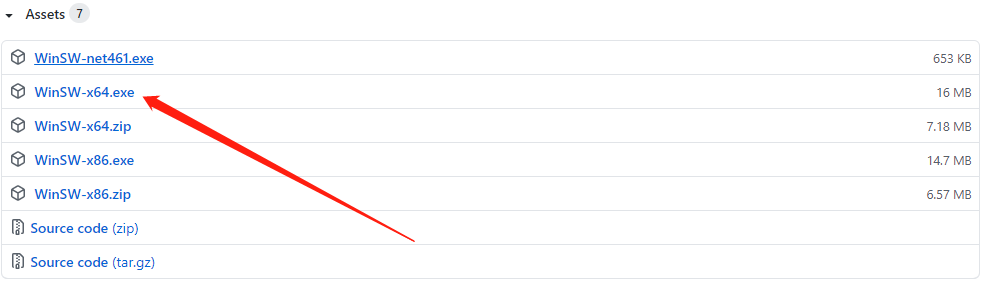 Assets 7
WinSW-net461.exe 653 KB
WinSW-x64.exe 16 MB
WinSW-x64.zip 7.18 MB
WinSW-x86.exe 14.7 MB
WinSW-x86.zip 6.57 MB
Source code (zip)
Source code (tar.gz)